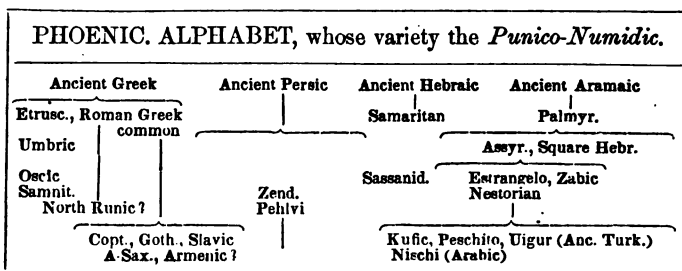 PHOENIC. ALPHABET, whose variety the Punico-Numidic.
Ancient Greek Ancient Persic Ancient Hebraic Ancient Aramaic
Etrusc., Roman Greek Samaritan Palmyr.
common
Umbric Assyr., Square Hebr.
Oscic Sassanid. Estrangelo, Zabic
Samnit. Zend. Nestorian
North Runic? Pehlvi
Copt., Goth., Slavic Kufic, Peschito, Uigur (Anc. Turk.)
A-Sax., Armenic? Nischi (Arabic)